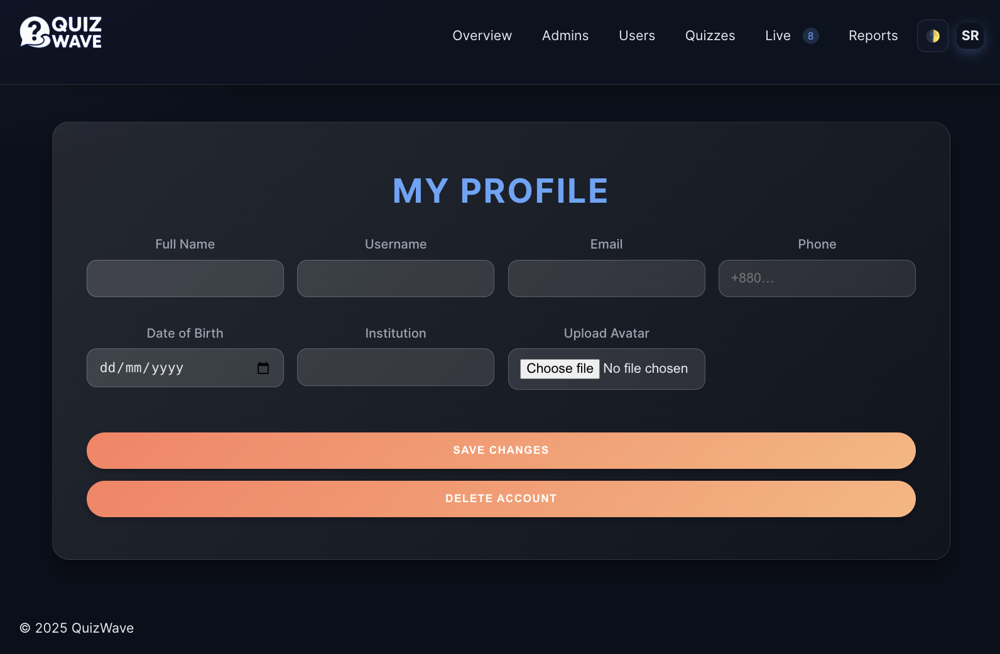 QUIZ
WAVE
Overview Admins Users Quizzes Live 8 Reports SR
MY PROFILE
Full Name Username Email Phone
+880...
Date of Birth Institution Upload Avatar
dd/mm/yyyy Choose file No file chosen
SAVE CHANGES
DELETE ACCOUNT
© 2025 QuizWave